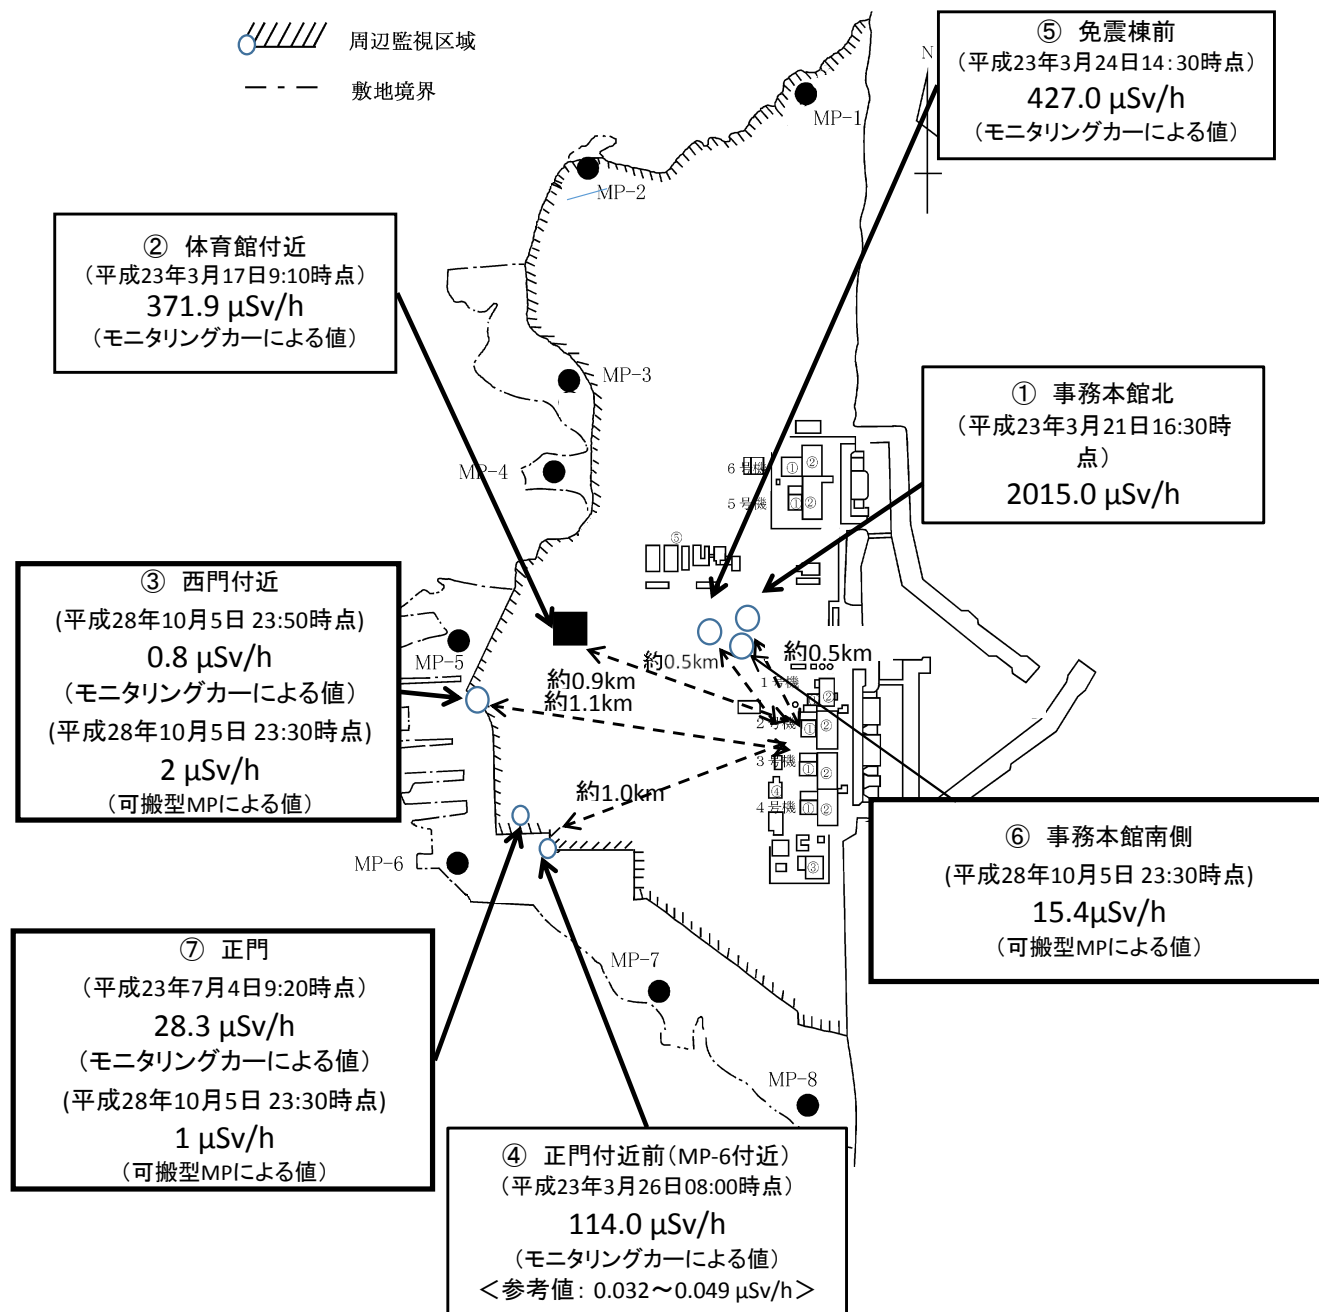 周辺監視区域
敷地境界
⑤ 免震棟前
(平成23年3月24日14:30時点)
427.0 μSv/h
(モニタリングカーによる値)
N
MP-1
MP-2
② 体育館付近
(平成23年3月17日9:10時点)
371.9 μSv/h
(モニタリングカーによる値)
MP-3
① 事務本館北
(平成23年3月21日16:30時
点)
2015.0 μSv/h
MP-4
6号機
① ②
5号機
① ②
⑤
③ 西門付近
(平成28年10月5日 23:50時点)
0.8 μSv/h
(モニタリングカーによる値)
(平成28年10月5日 23:30時点)
2 μSv/h
(可搬型MPによる値)
MP-5
約0.5km
約0.5km
約0.9km
約1.1km
1号機
②
2号機
① ②
3号機
① ②
約1.0km
④
4号機
① ②
③
MP-6
⑥ 事務本館南側
(平成28年10月5日 23:30時点)
15.4μSv/h
(可搬型MPによる値)
⑦ 正門
(平成23年7月4日9:20時点)
28.3 μSv/h
(モニタリングカーによる値)
(平成28年10月5日 23:30時点)
1 μSv/h
(可搬型MPによる値)
MP-7
MP-8
④ 正門付近前(MP-6付近)
(平成23年3月26日08:00時点)
114.0 μSv/h
(モニタリングカーによる値)
<参考値: 0.032~0.049 μSv/h>